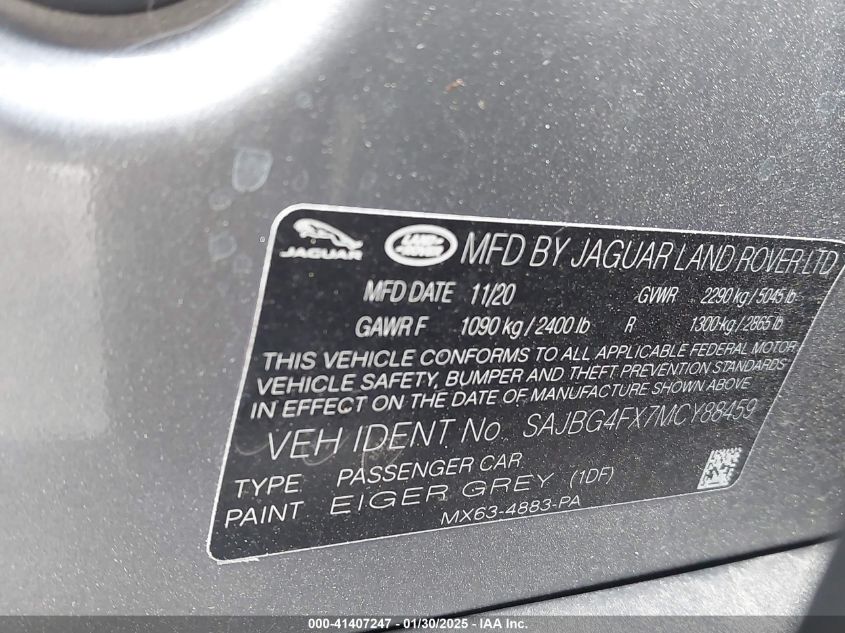 JAGUAR LAND ROVER MFD BY JAGUAR LAND ROVER LTD
MFD DATE 11/20 GVWR 2290 kg / 5045 lb
GAWR F 1090 kg / 2400 lb R 1300 kg / 2865 lb
THIS VEHICLE CONFORMS TO ALL APPLICABLE FEDERAL MOTOR
VEHICLE SAFETY, BUMPER AND THEFT PREVENTION STANDARDS
IN EFFECT ON THE DATE OF MANUFACTURE SHOWN ABOVE
VEH IDENT No SAJBG4FX7MCY88459
TYPE PASSENGER CAR
PAINT EIGER GREY (1DF)
MX63-4883-PA
000-41407247 - 01/30/2025 - IAA Inc.